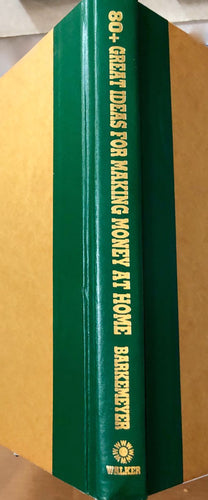 80+ GREAT IDEAS FOR MAKING MONEY AT HOME BARKEMEYER
WALKER